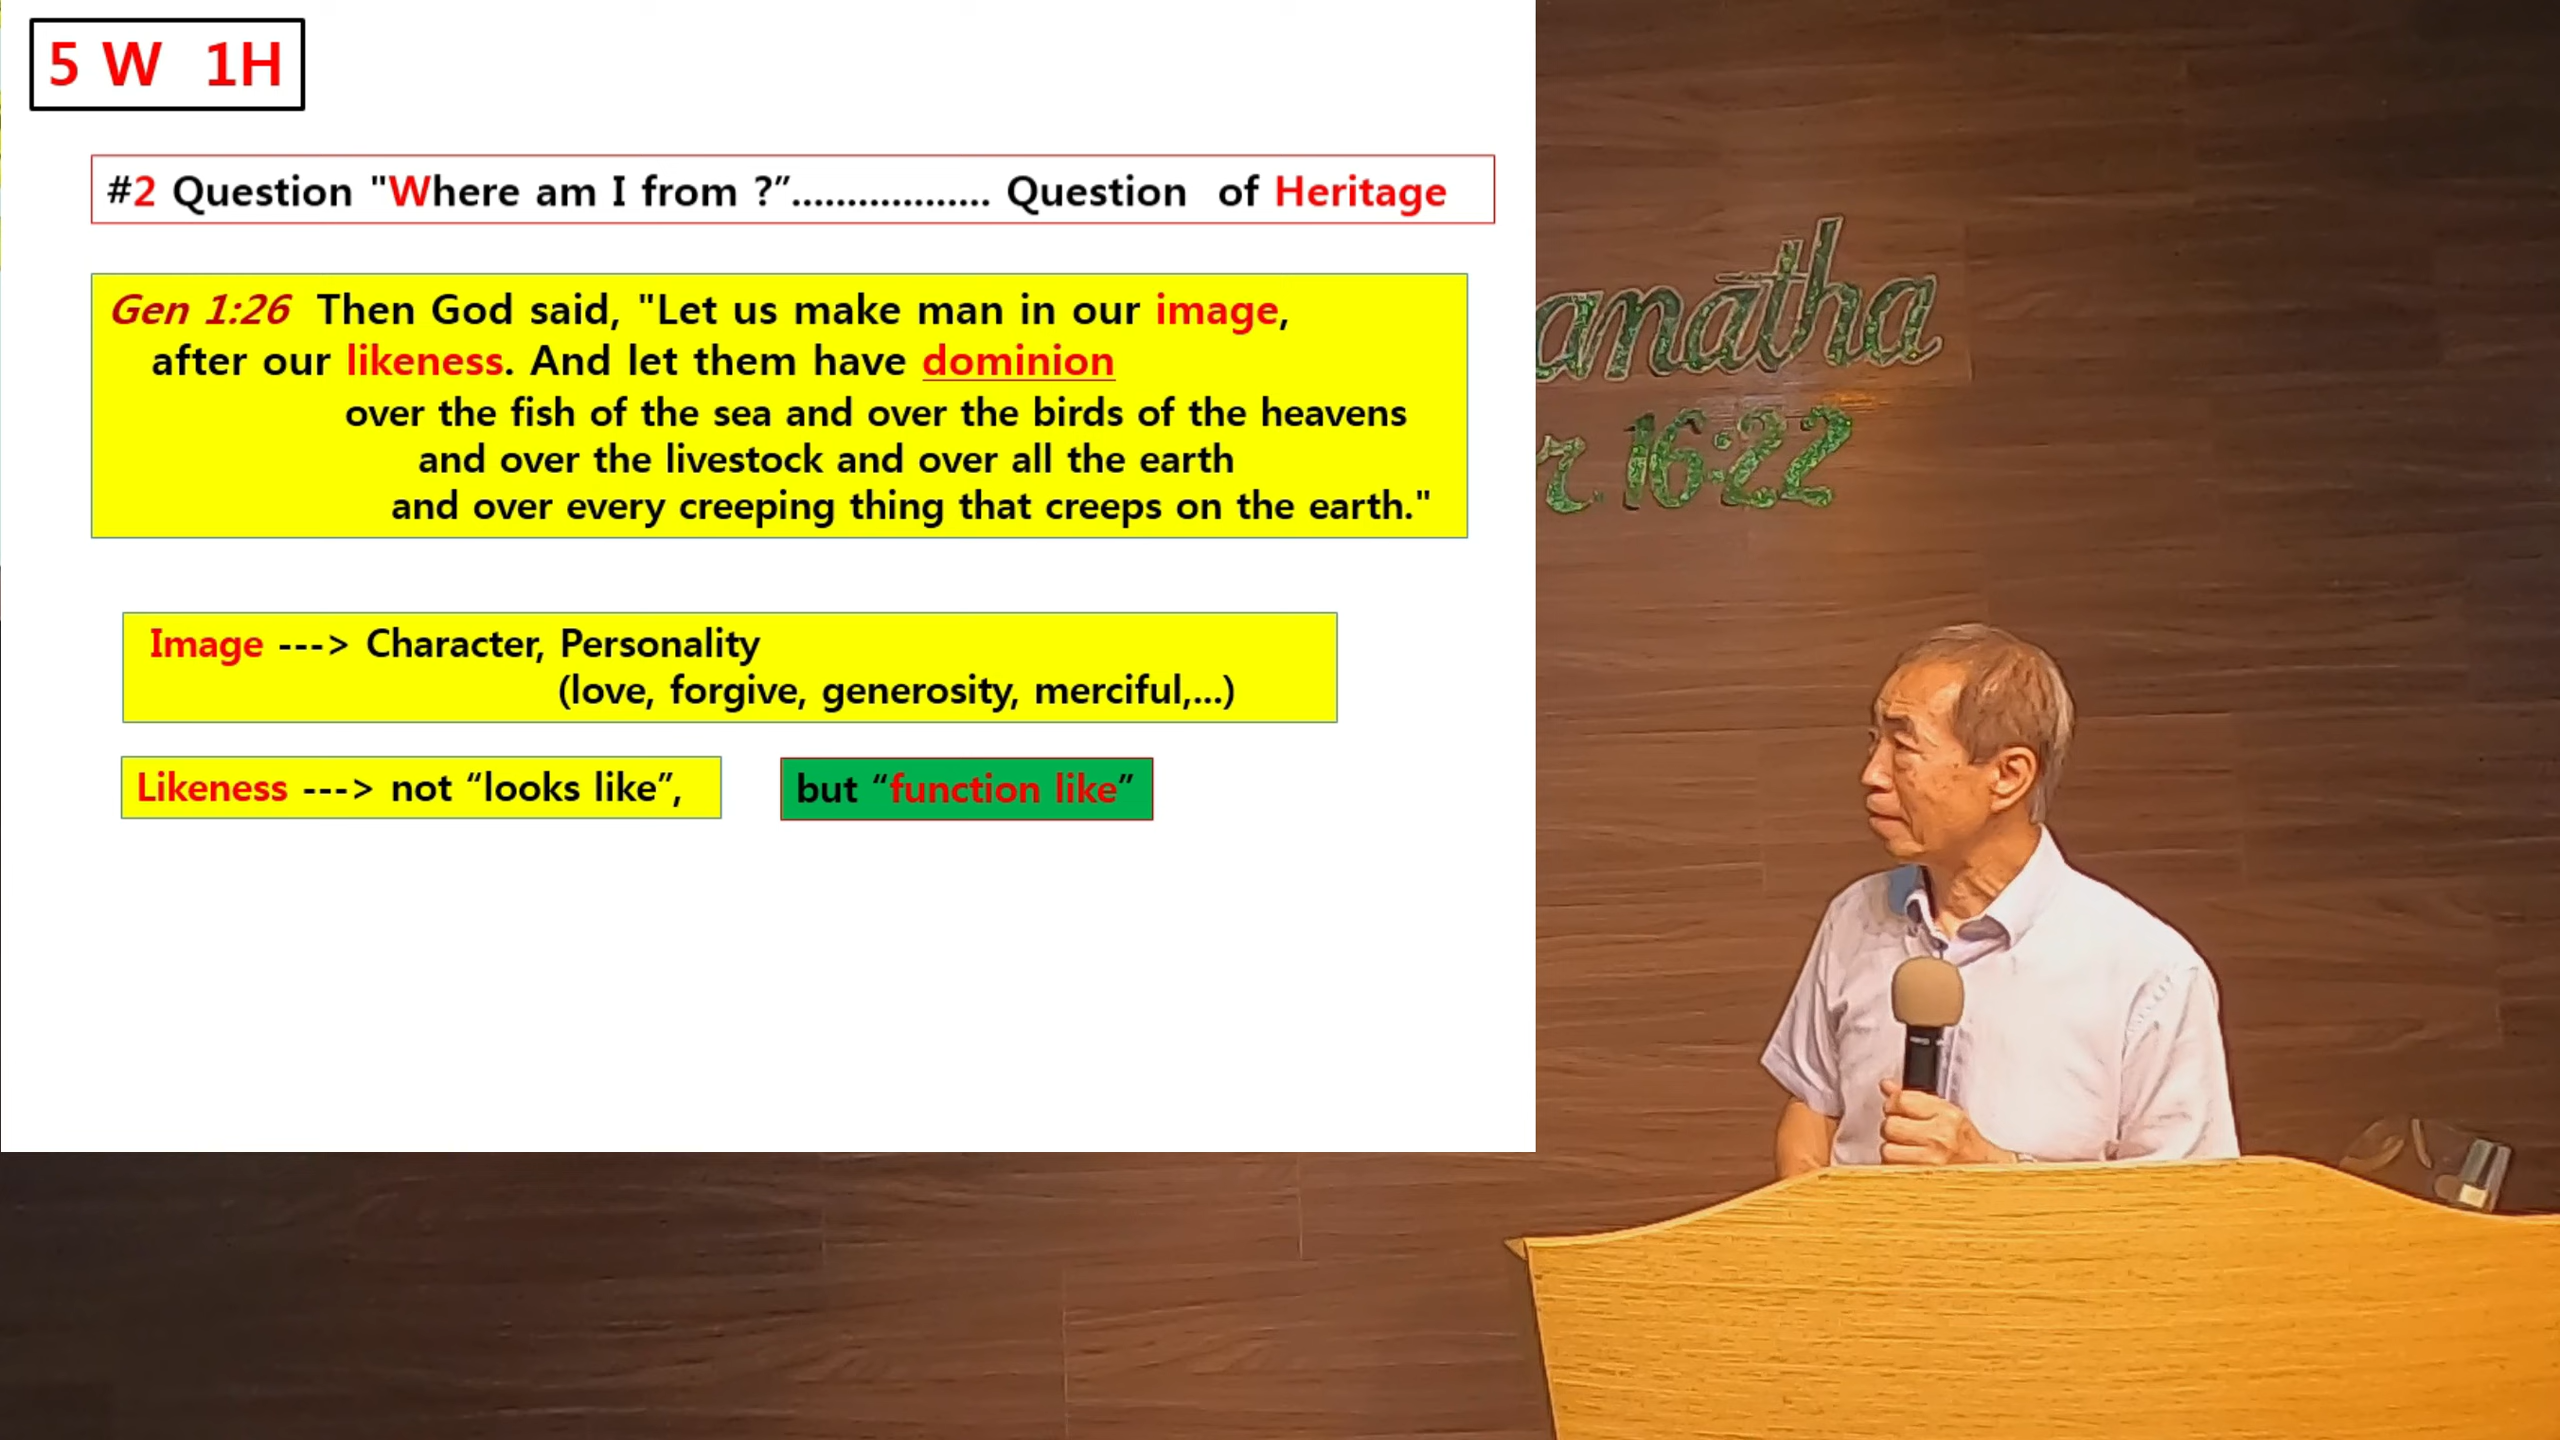 5 W 1H
#2 Question "Where am I from ?”.................. Question of Heritage
Gen 1:26 Then God said, "Let us make man in our image,
after our likeness. And let them have dominion
over the fish of the sea and over the birds of the heavens
and over the livestock and over all the earth
and over every creeping thing that creeps on the earth."
Image ---> Character, Personality
(love, forgive, generosity, merciful,...)
Likeness ---> not “looks like”,
but “function like”
anatha
r. 16:22